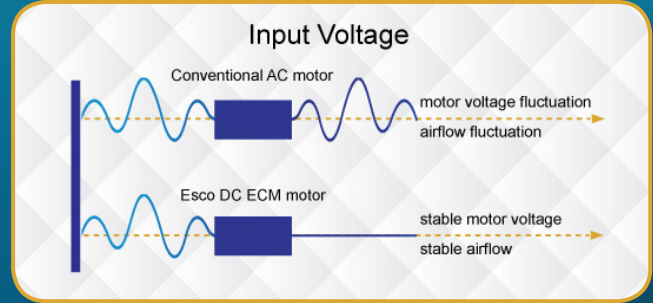 Input Voltage
Conventional AC motor
motor voltage fluctuation
airflow fluctuation
Esco DC ECM motor
stable motor voltage
stable airflow